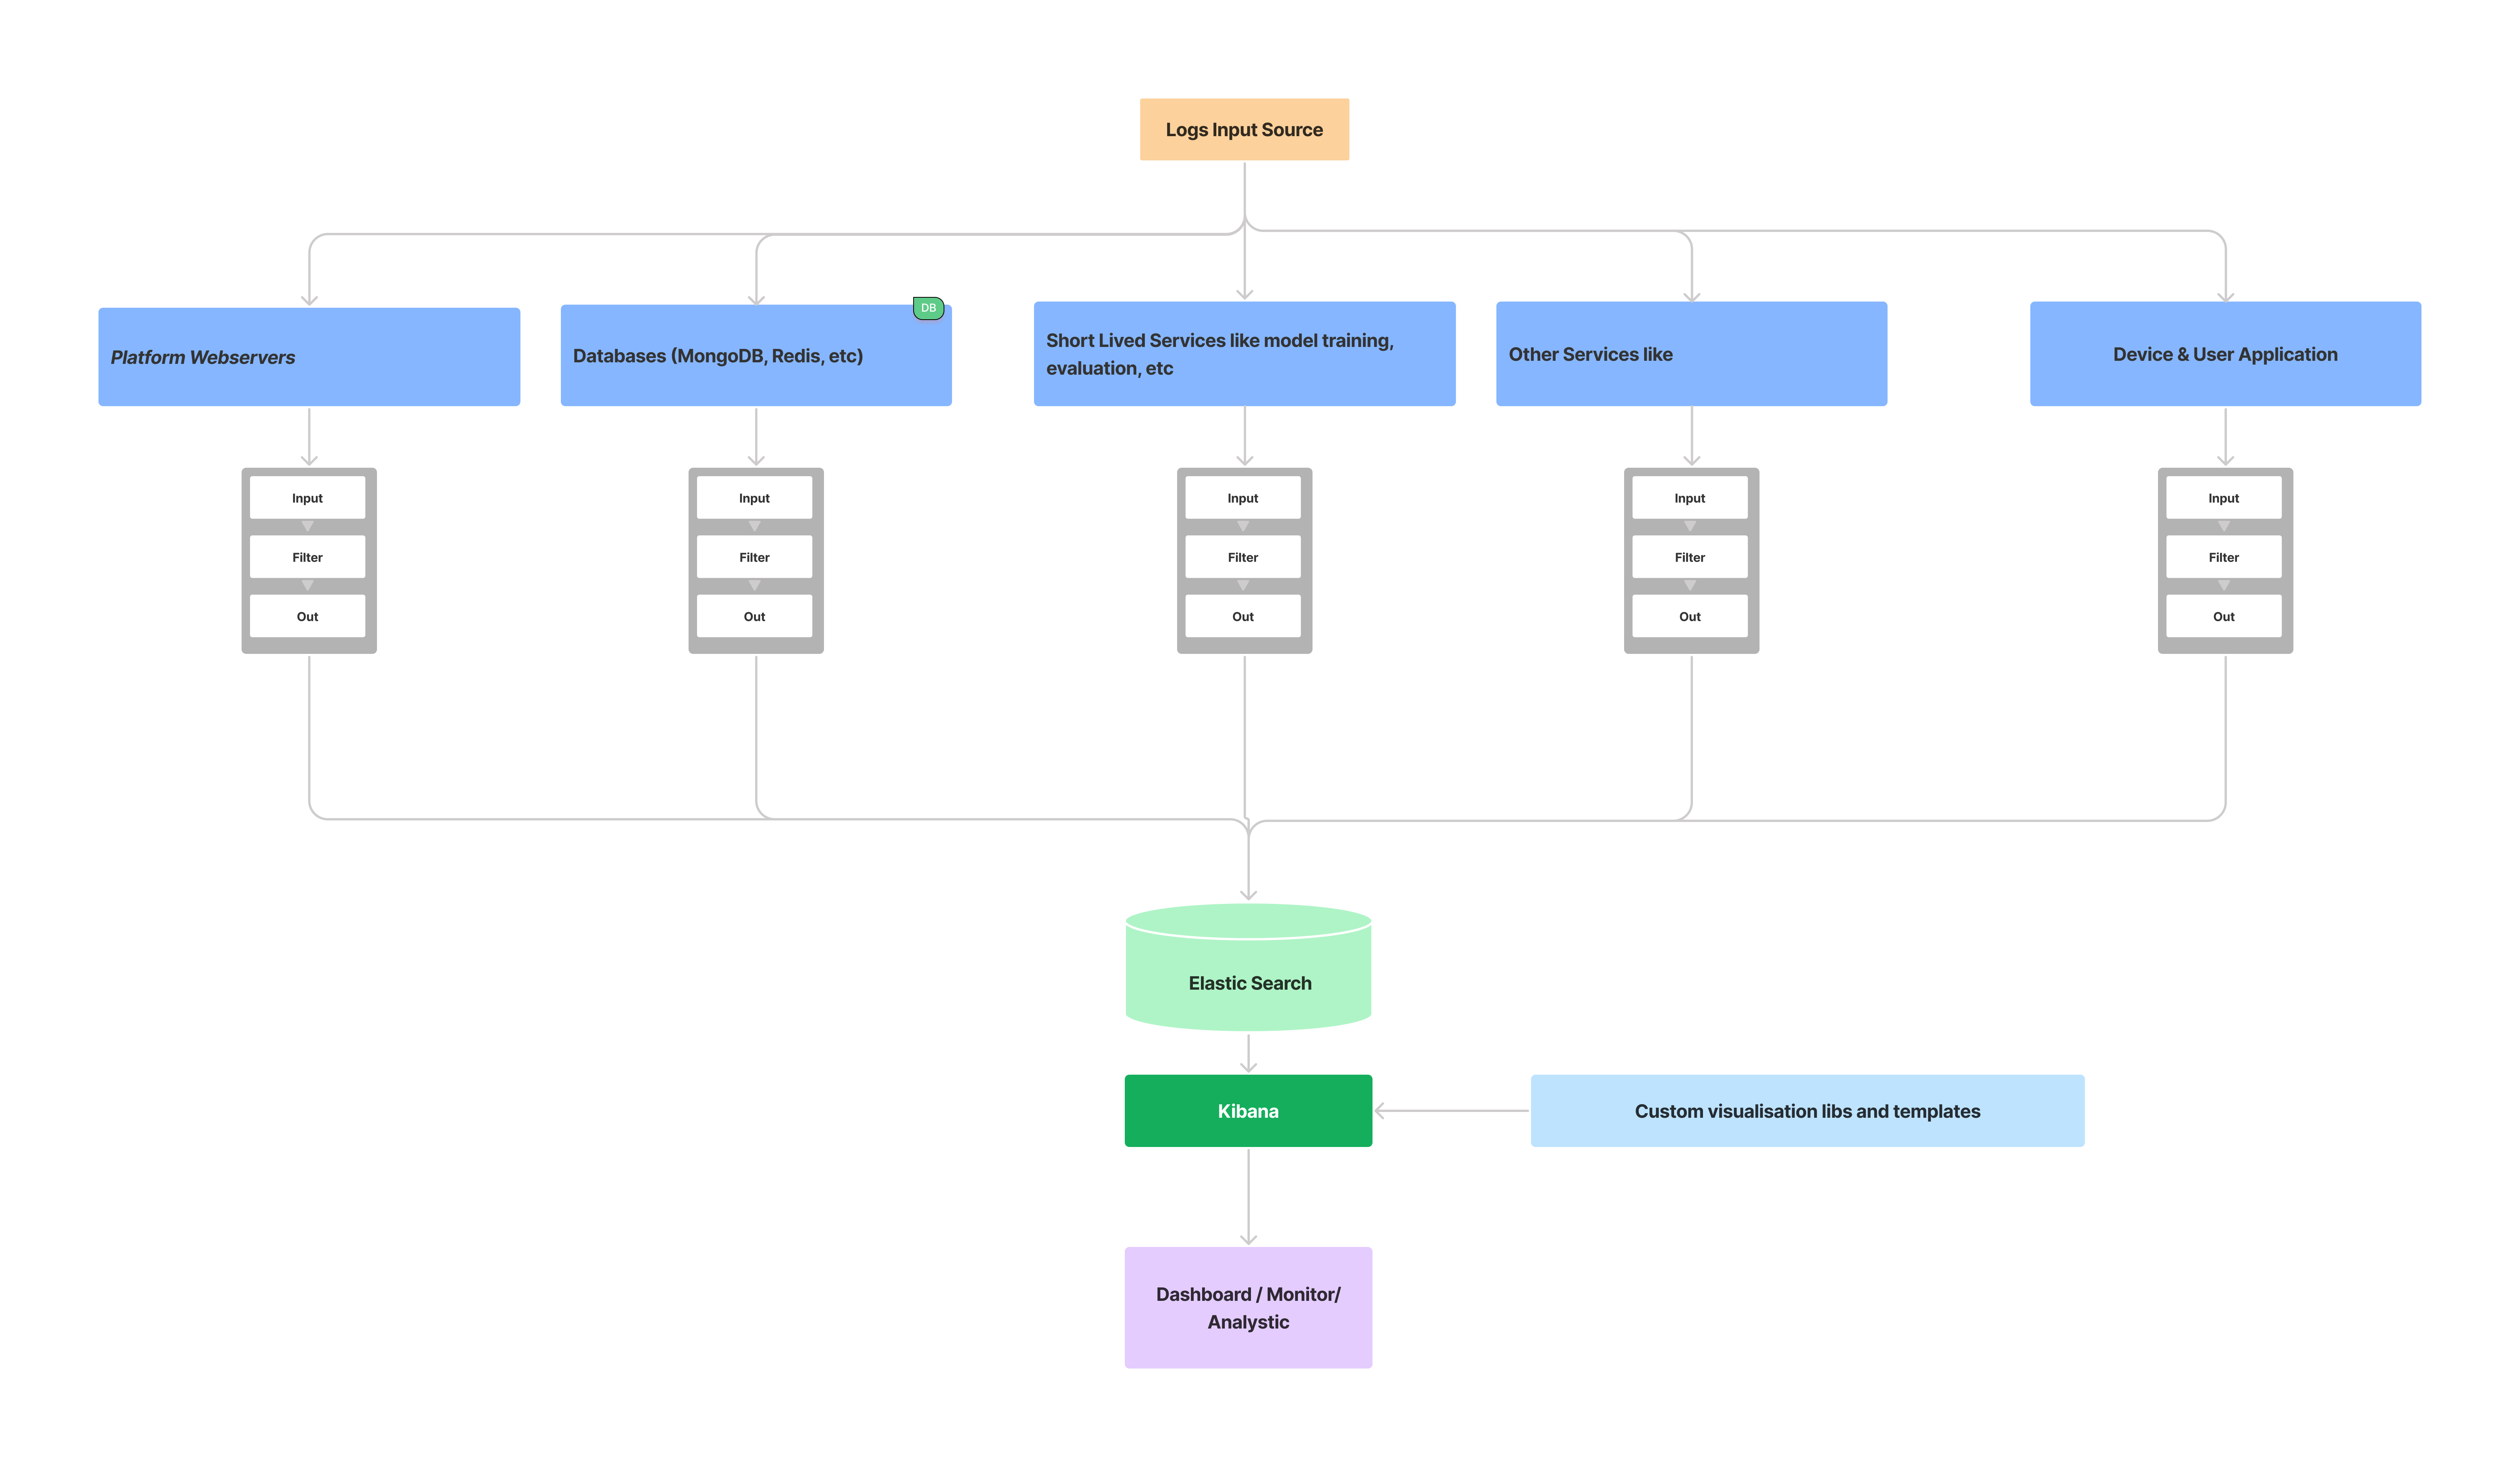 Logs Input Source
Platform Webservers
DB
Databases (MongoDB, Redis, etc)
Short Lived Services like model training,
evaluation, etc
Other Services like
Device & User Application
Input
Filter
Out
Input
Filter
Out
Input
Filter
Out
Input
Filter
Out
Input
Filter
Out
Elastic Search
Kibana
Custom visualisation libs and templates
Dashboard / Monitor/
Analystic